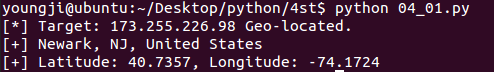 youngji@ubuntu:~/Desktop/python/4st$ python 04_01.py
[*] Target: 173.255.226.98 Geo-located.
[+] Newark, NJ, United States
[+] Latitude: 40.7357, Longitude: -74.1724